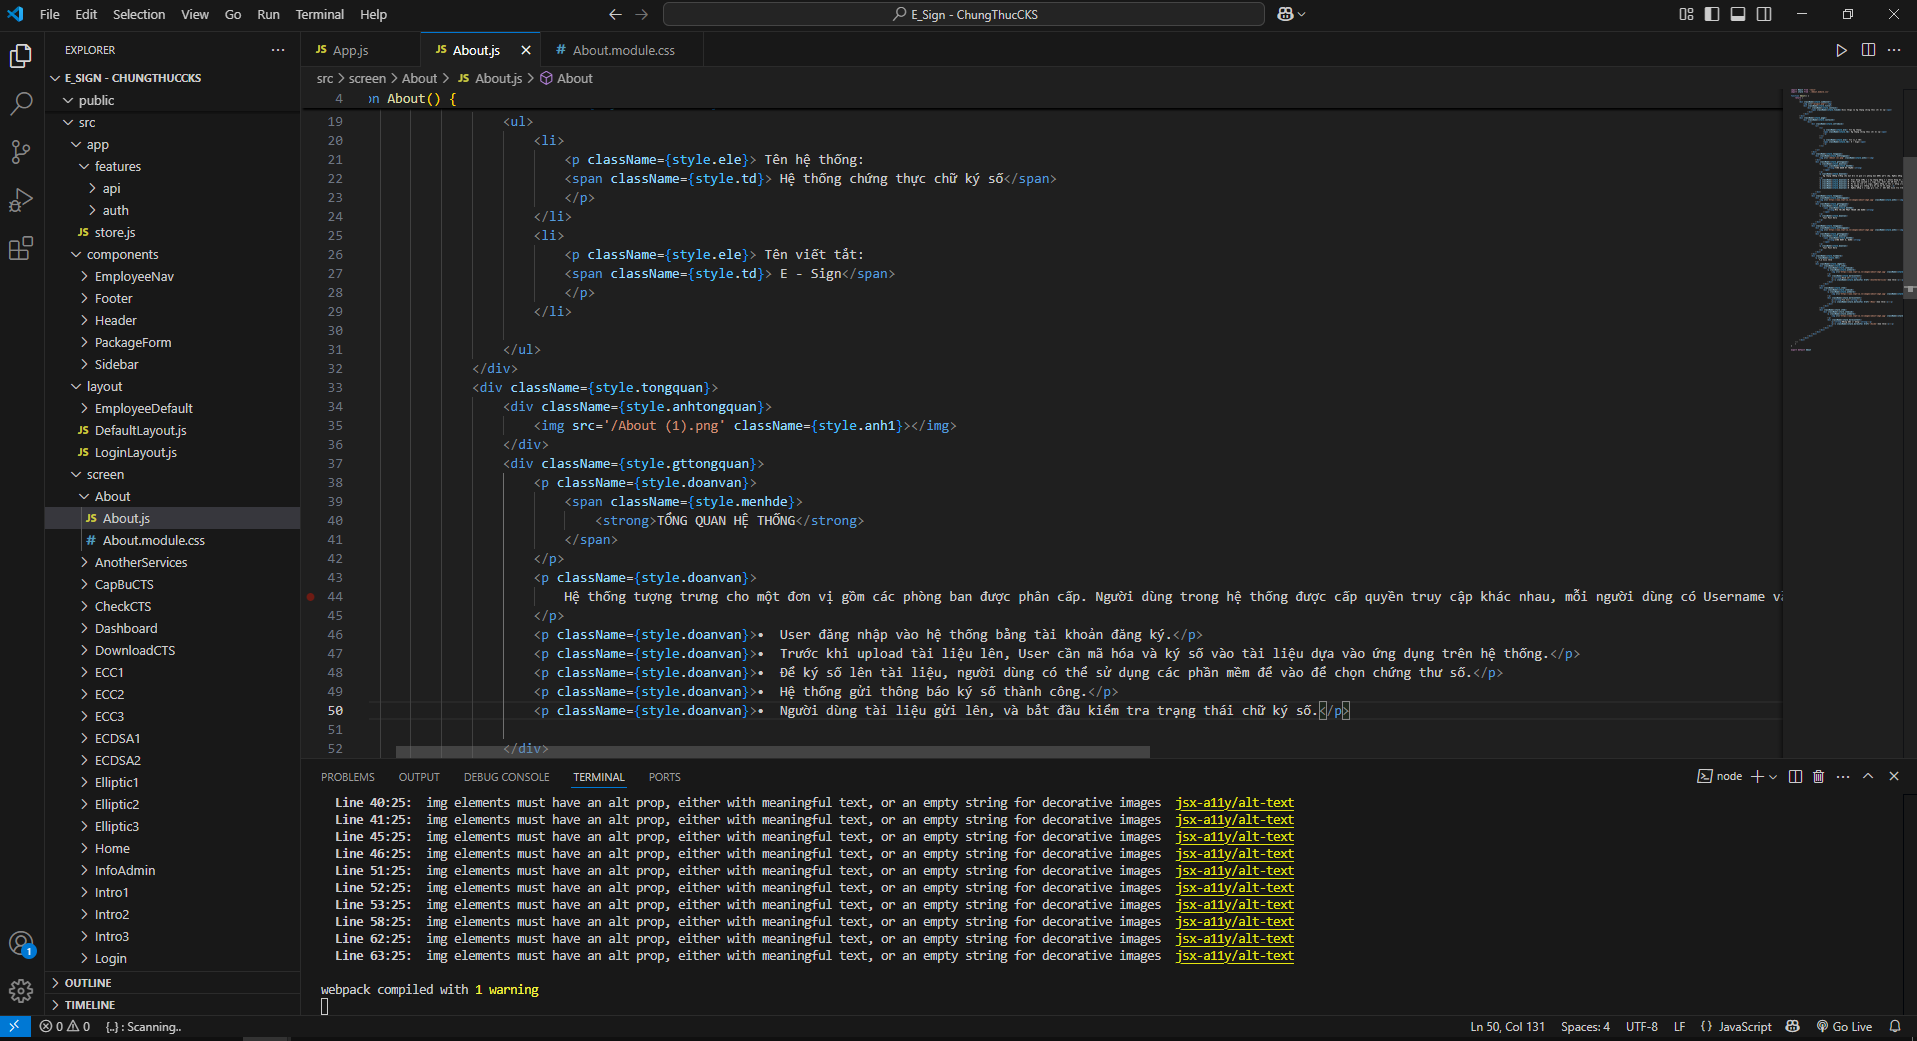 File Edit Selection View Go Run Terminal Help
E_Sign - ChungThucCKS
EXPLORER
E_SIGN - CHUNGTHUCCKS
public
src
app
features
api
auth
JS store.js
components
EmployeeNav
Footer
Header
PackageForm
Sidebar
layout
EmployeeDefault
JS DefaultLayout.js
JS LoginLayout.js
screen
About
JS About.js
# About.module.css
AnotherServices
CapBuCTS
CheckCTS
Dashboard
DownloadCTS
ECC1
ECC2
ECC3
ECDSA1
ECDSA2
Elliptic1
Elliptic2
Elliptic3
Home
InfoAdmin
Intro1
Intro2
Intro3
Login
OUTLINE
TIMELINE
JS App.js
JS About.js
# About.module.css
src > screen > About > JS About.js > About
4 on About() {
19 <ul>
20 <li>
21 <p className={style.ele}> Tên hệ thống:
22 <span className={style.td}> Hệ thống chứng thực chữ ký số</span>
23 </p>
24 </li>
25 <li>
26 <p className={style.ele}> Tên viết tắt:
27 <span className={style.td}> E - Sign</span>
28 </p>
29 </li>
30
31 </ul>
32 </div>
33 <div className={style.tongquan}>
34 <div className={style.anhtongquan}>
35 <img src='/About (1).png' className={style.anh1}></img>
36 </div>
37 <div className={style.gttongquan}>
38 <p className={style.doanvan}>
39 <span className={style.menhde}>
40 <strong>TỔNG QUAN HỆ THỐNG</strong>
41 </span>
42 </p>
43 <p className={style.doanvan}>
44 Hệ thống tượng trưng cho một đơn vị gồm các phòng ban được phân cấp. Người dùng trong hệ thống được cấp quyền truy cập khác nhau, mỗi người dùng có Username và
45 </p>
46 <p className={style.doanvan}>• User đăng nhập vào hệ thống bằng tài khoản đăng ký.</p>
47 <p className={style.doanvan}>• Trước khi upload tài liệu lên, User cần mã hóa và ký số vào tài liệu dựa vào ứng dụng trên hệ thống.</p>
48 <p className={style.doanvan}>• Để ký số lên tài liệu, người dùng có thể sử dụng các phần mềm để vào để chọn chứng thư số.</p>
49 <p className={style.doanvan}>• Hệ thống gửi thông báo ký số thành công.</p>
50 <p className={style.doanvan}>• Người dùng tài liệu gửi lên, và bắt đầu kiểm tra trạng thái chữ ký số.</p>
51
52 </div>
PROBLEMS OUTPUT DEBUG CONSOLE TERMINAL PORTS
node
Line 40:25: img elements must have an alt prop, either with meaningful text, or an empty string for decorative images jsx-a11y/alt-text
Line 41:25: img elements must have an alt prop, either with meaningful text, or an empty string for decorative images jsx-a11y/alt-text
Line 45:25: img elements must have an alt prop, either with meaningful text, or an empty string for decorative images jsx-a11y/alt-text
Line 46:25: img elements must have an alt prop, either with meaningful text, or an empty string for decorative images jsx-a11y/alt-text
Line 51:25: img elements must have an alt prop, either with meaningful text, or an empty string for decorative images jsx-a11y/alt-text
Line 52:25: img elements must have an alt prop, either with meaningful text, or an empty string for decorative images jsx-a11y/alt-text
Line 53:25: img elements must have an alt prop, either with meaningful text, or an empty string for decorative images jsx-a11y/alt-text
Line 58:25: img elements must have an alt prop, either with meaningful text, or an empty string for decorative images jsx-a11y/alt-text
Line 62:25: img elements must have an alt prop, either with meaningful text, or an empty string for decorative images jsx-a11y/alt-text
Line 63:25: img elements must have an alt prop, either with meaningful text, or an empty string for decorative images jsx-a11y/alt-text
webpack compiled with 1 warning
1
0 0 {..} : Scanning..
Ln 50, Col 131 Spaces: 4 UTF-8 LF { } JavaScript Go Live